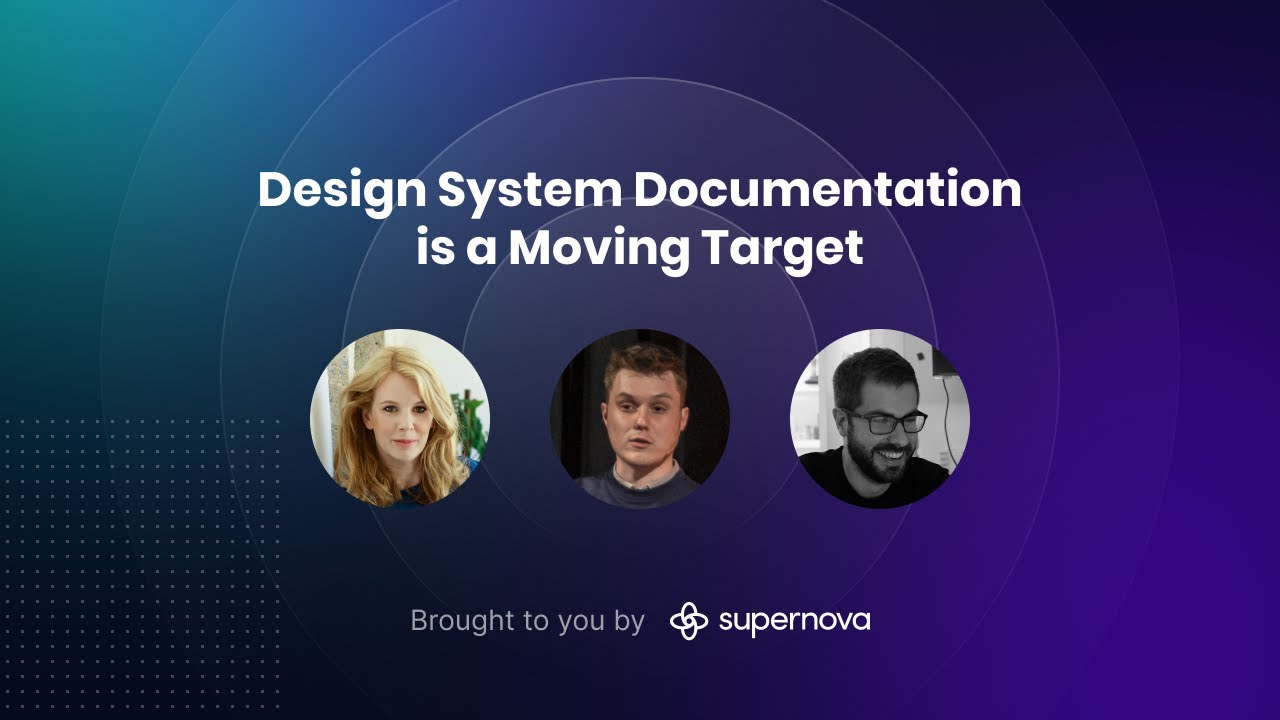 Design System Documentation
is a Moving Target
Brought to you by supernova